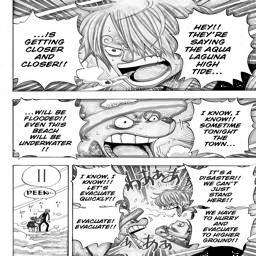 HEY!!
THEY'RE
SAYING
THE AQUA
LAGUNA
HIGH
TIDE...
...IS
GETTING
CLOSER
AND
CLOSER!!
I KNOW, I
KNOW!!
SOMETIME
TONIGHT
THE
TOWN...
...WILL BE
FLOODED!!
EVEN THIS
BEACH
WILL BE
UNDERWATER
!!
IT'S A
DISASTER!!
WE CAN'T
JUST
STAND
HERE!!
WE HAVE
TO HURRY
AND
EVACUATE
TO HIGHER
GROUND!!
I KNOW, I
KNOW!!!
LET'S
EVACUATE
QUICKLY!!
EVACUATE!
EVACUATE!!
PEEK